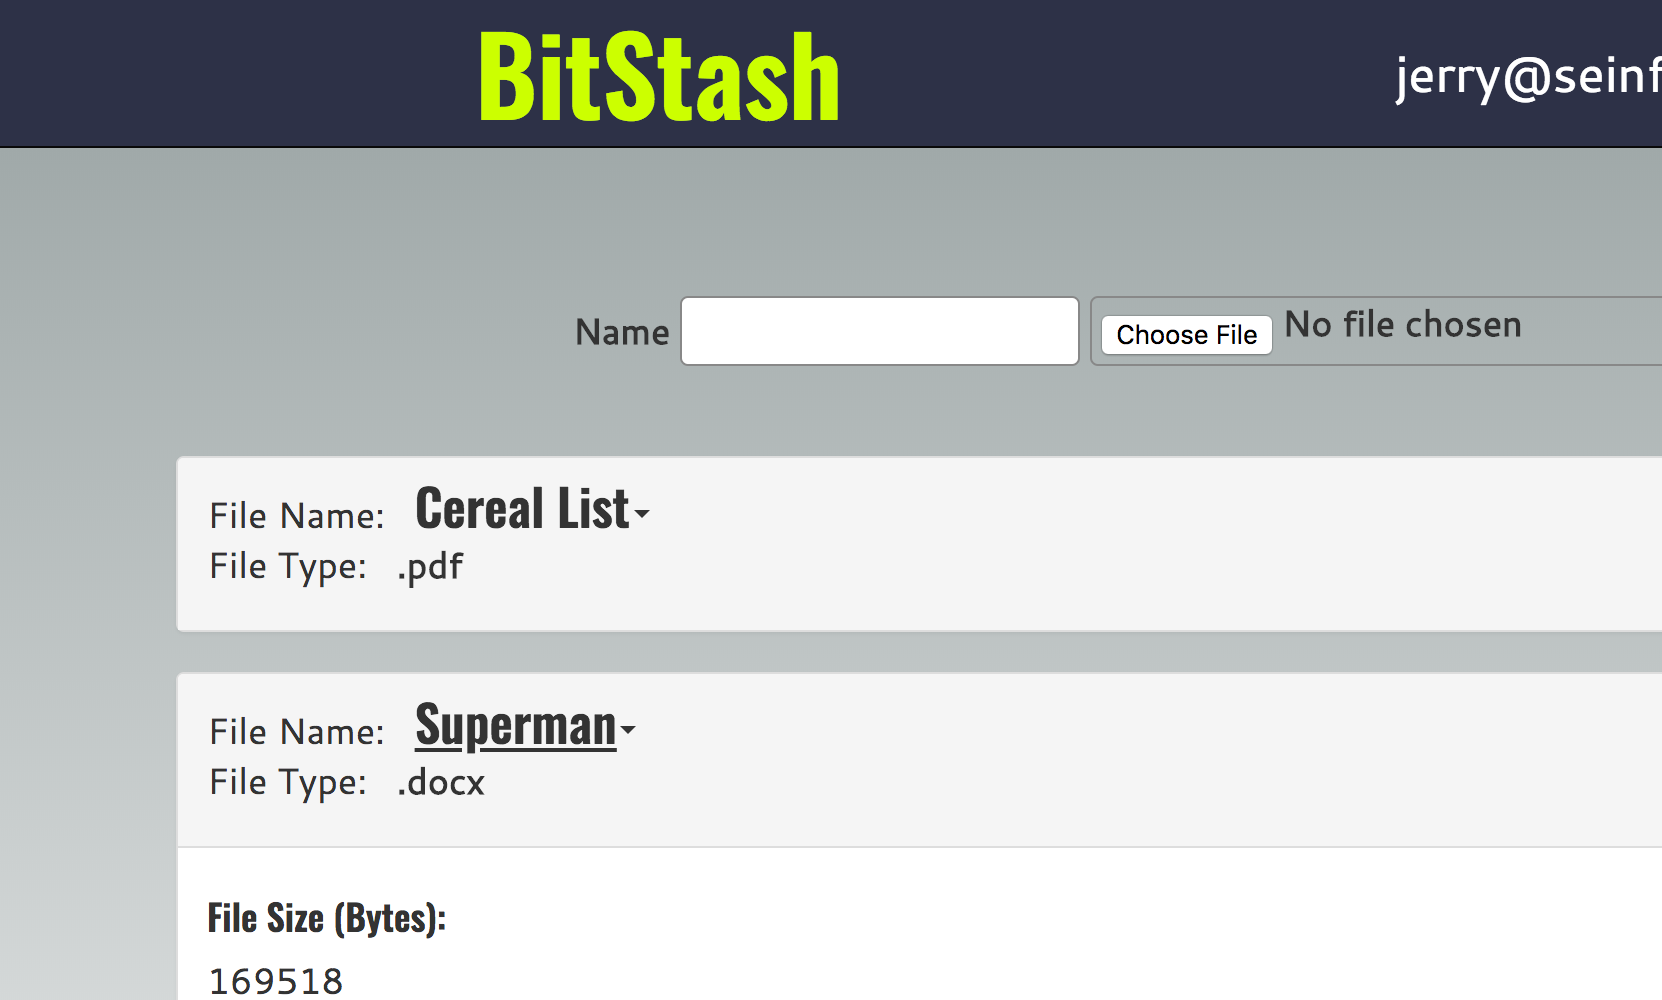 BitStash
jerry@seinf
Name
Choose File No file chosen
File Name: Cereal List
File Type: .pdf
File Name: Superman
File Type: .docx
File Size (Bytes):
169518